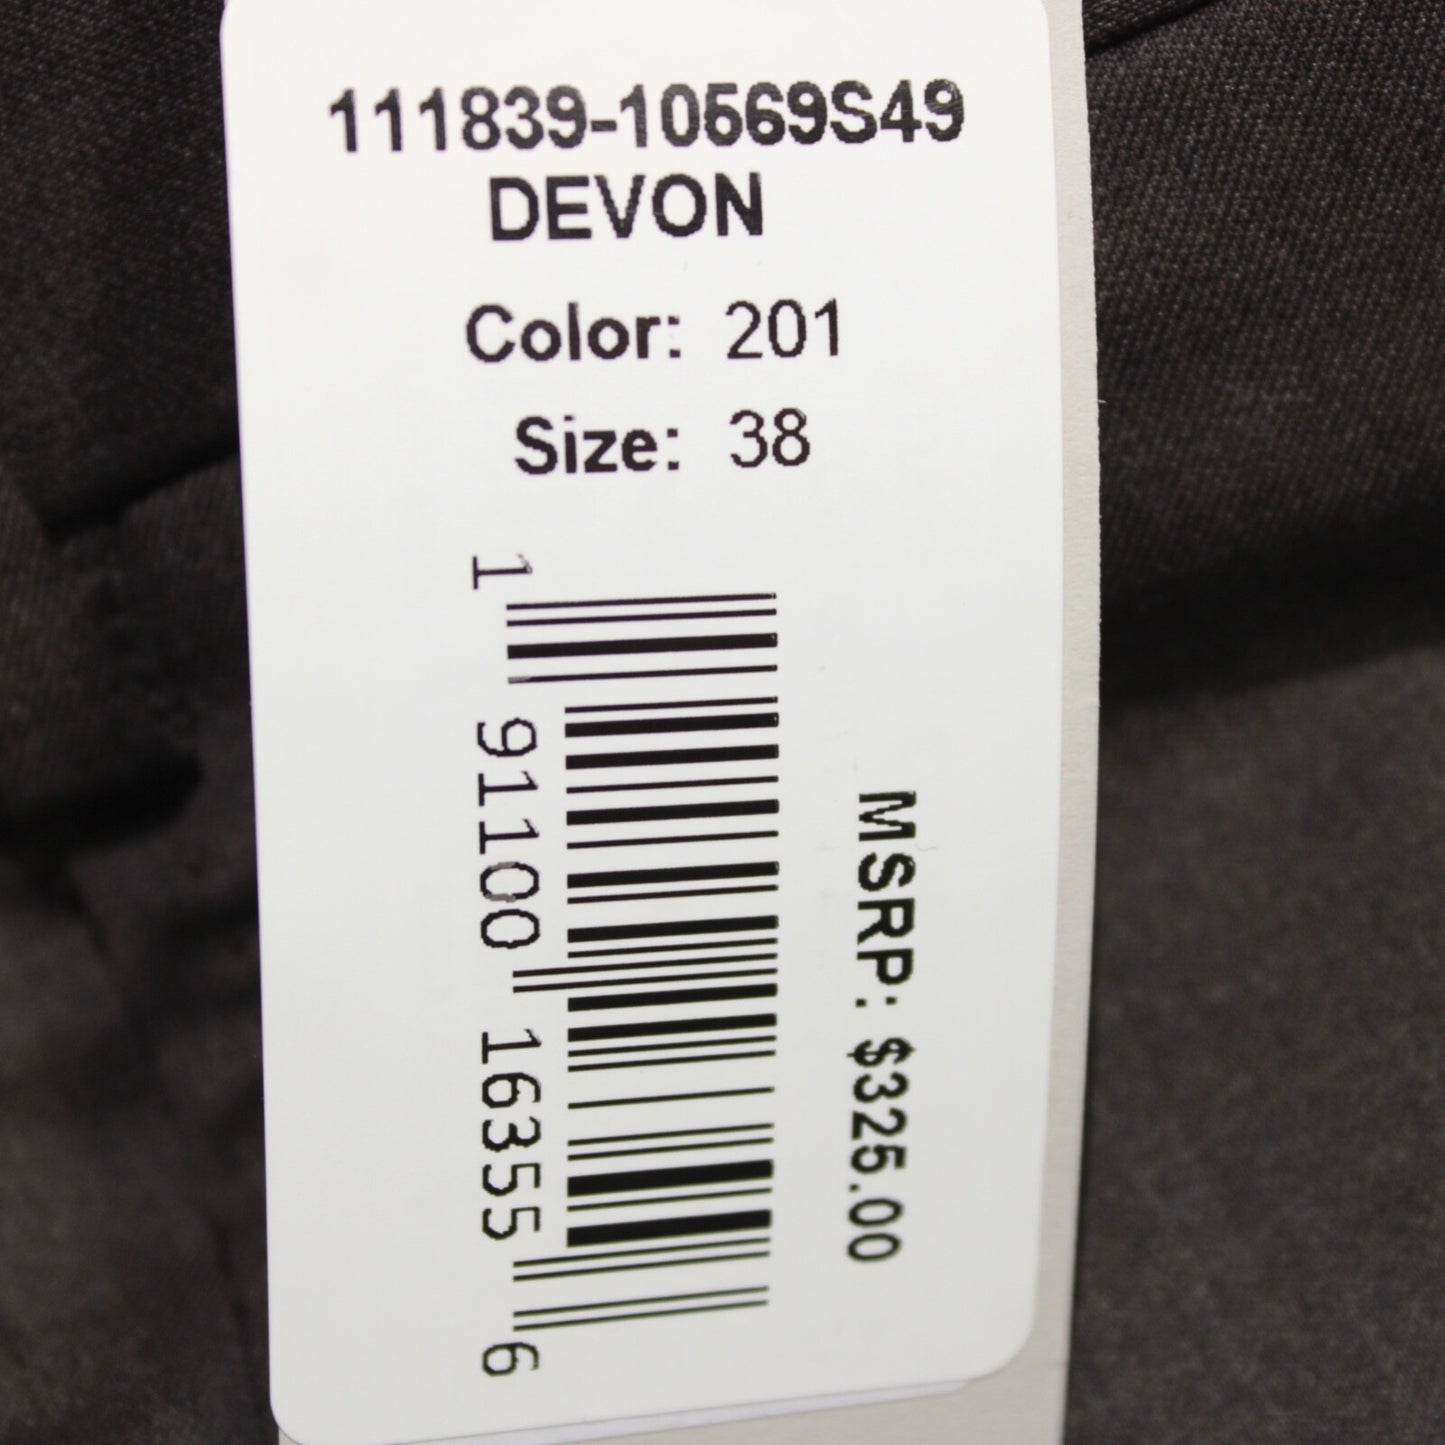 111839-10569S49
DEVON
Color: 201
Size: 38
1 91100 16355 6
MSRP: $325.00